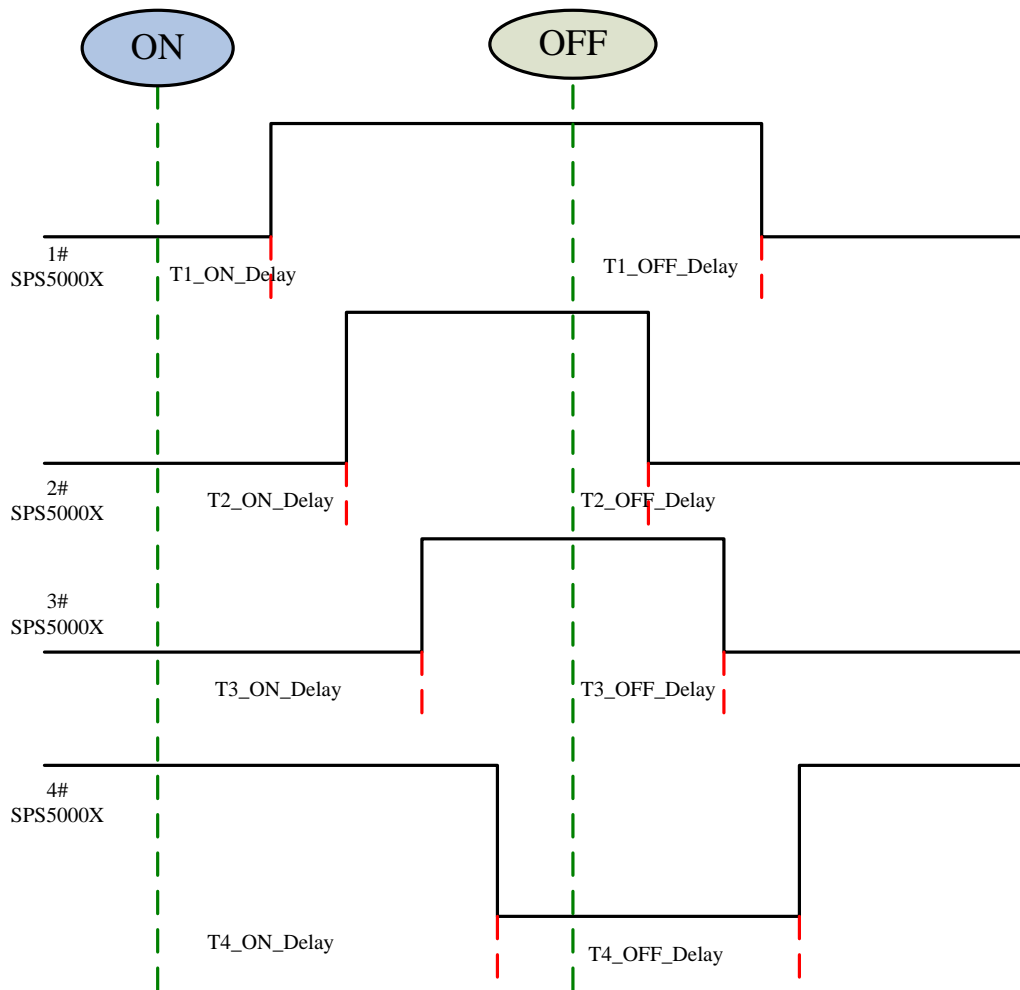 ON
OFF
1#
SPS5000X
T1_ON_Delay
T1_OFF_Delay
2#
SPS5000X
T2_ON_Delay
T2_OFF_Delay
3#
SPS5000X
T3_ON_Delay
T3_OFF_Delay
4#
SPS5000X
T4_ON_Delay
T4_OFF_Delay